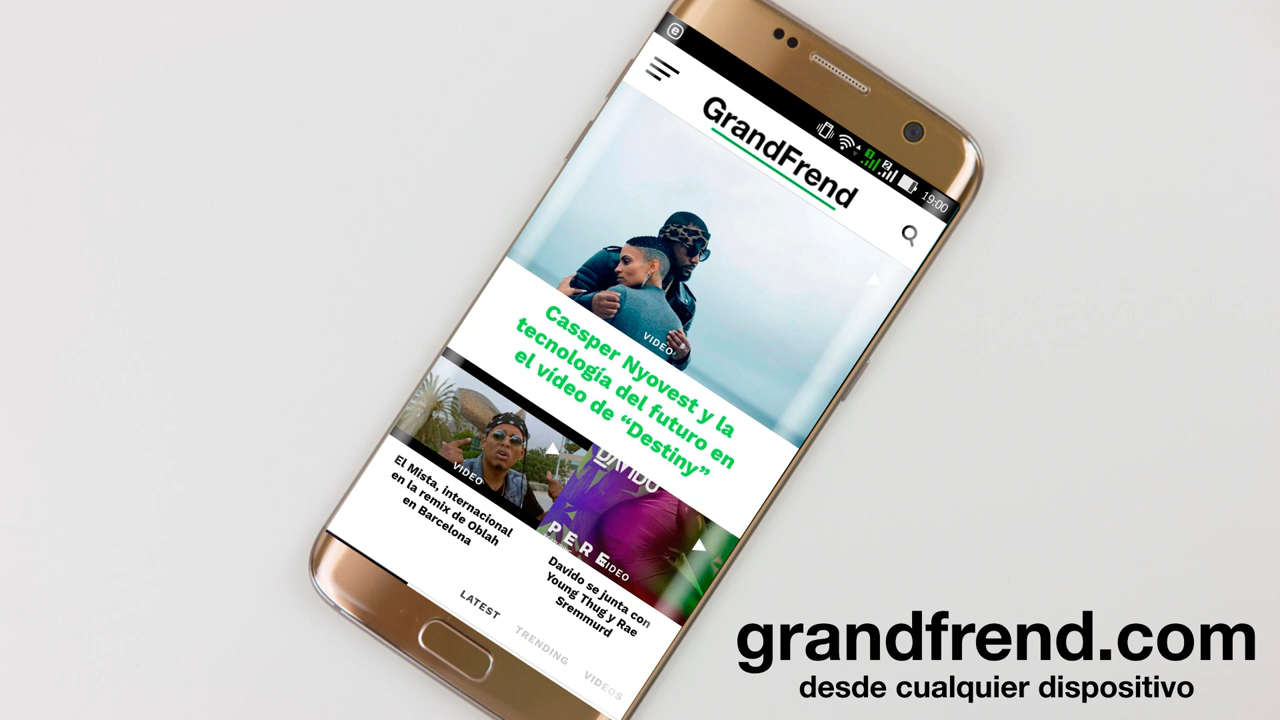 19:00
GrandFrend
VIDEO
Cassper Nyovest y la
tecnología del futuro en
el vídeo de “Destiny”
VIDEO
El Mista, internacional
en la remix de Oblah
en Barcelona
DAVIDO
PERE
VIDEO
Davido se junta con
Young Thug y Rae
Sremmurd
LATEST
TRENDING
VIDEOS
grandfrend.com
desde cualquier dispositivo